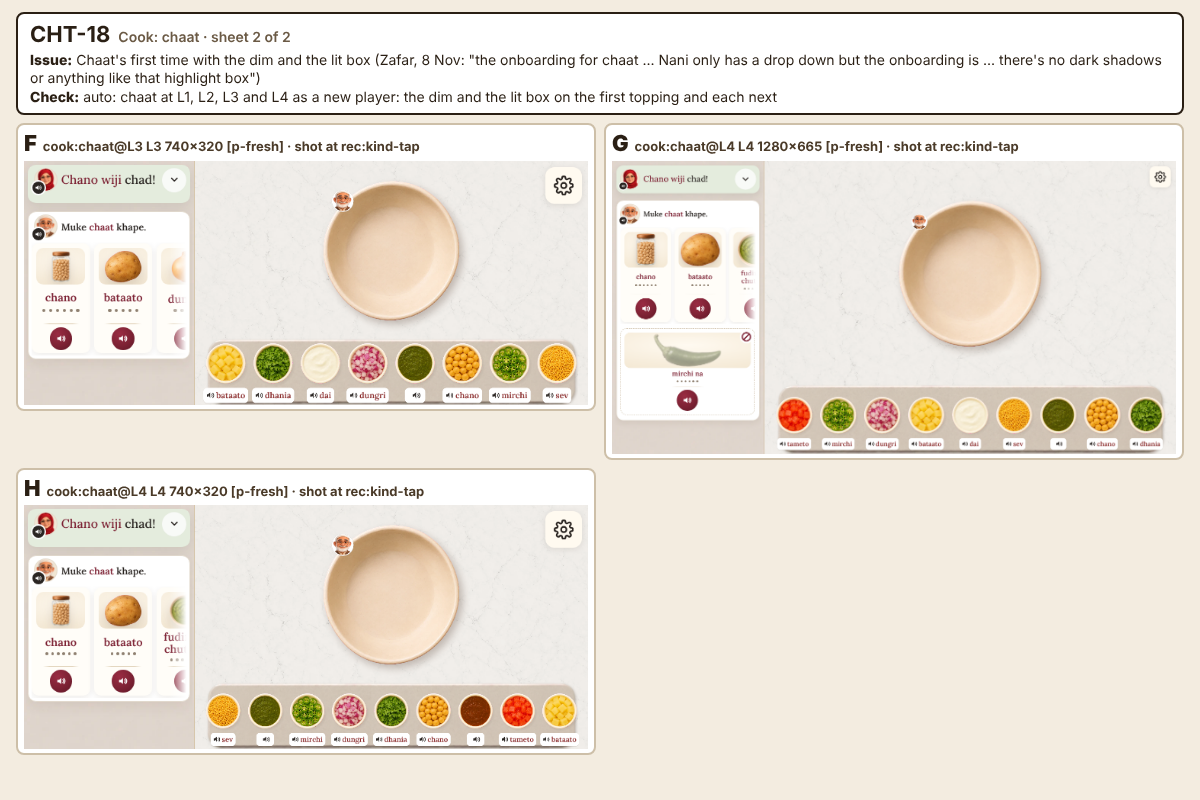 CHT-18 Cook: chaat · sheet 2 of 2
Issue: Chaat's first time with the dim and the lit box (Zafar, 8 Nov: "the onboarding for chaat ... Nani only has a drop down but the onboarding is ... there's no dark shadows
or anything like that highlight box")
Check: auto: chaat at L1, L2, L3 and L4 as a new player: the dim and the lit box on the first topping and each next
F cook:chaat@L3 L3 740×320 [p-fresh] · shot at rec:kind-tap
Chano wiji chad!
Muke chaat khape.
chano bataato
bataato dhania dai dungri chano mirchi sev
G cook:chaat@L4 L4 1280×665 [p-fresh] · shot at rec:kind-tap
Chano wiji chad!
Muke chaat khape.
chano bataato
mirchi na
tameto mirchi dungri bataato dai sev chano dhania
H cook:chaat@L4 L4 740×320 [p-fresh] · shot at rec:kind-tap
Chano wiji chad!
Muke chaat khape.
chano bataato
sev mirchi dungri dhania chano tameto bataato